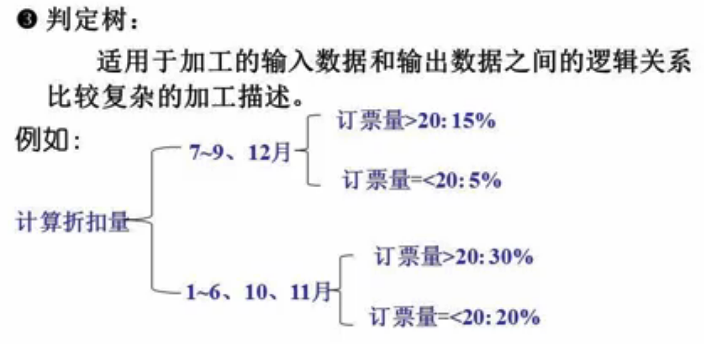 ❸ 判定树：
适用于加工的输入数据和输出数据之间的逻辑关系
比较复杂的加工描述。
例如：
计算折扣量
7~9、12月
订票量>20:15%
订票量=<20:5%
1~6、10、11月
订票量>20:30%
订票量=<20:20%